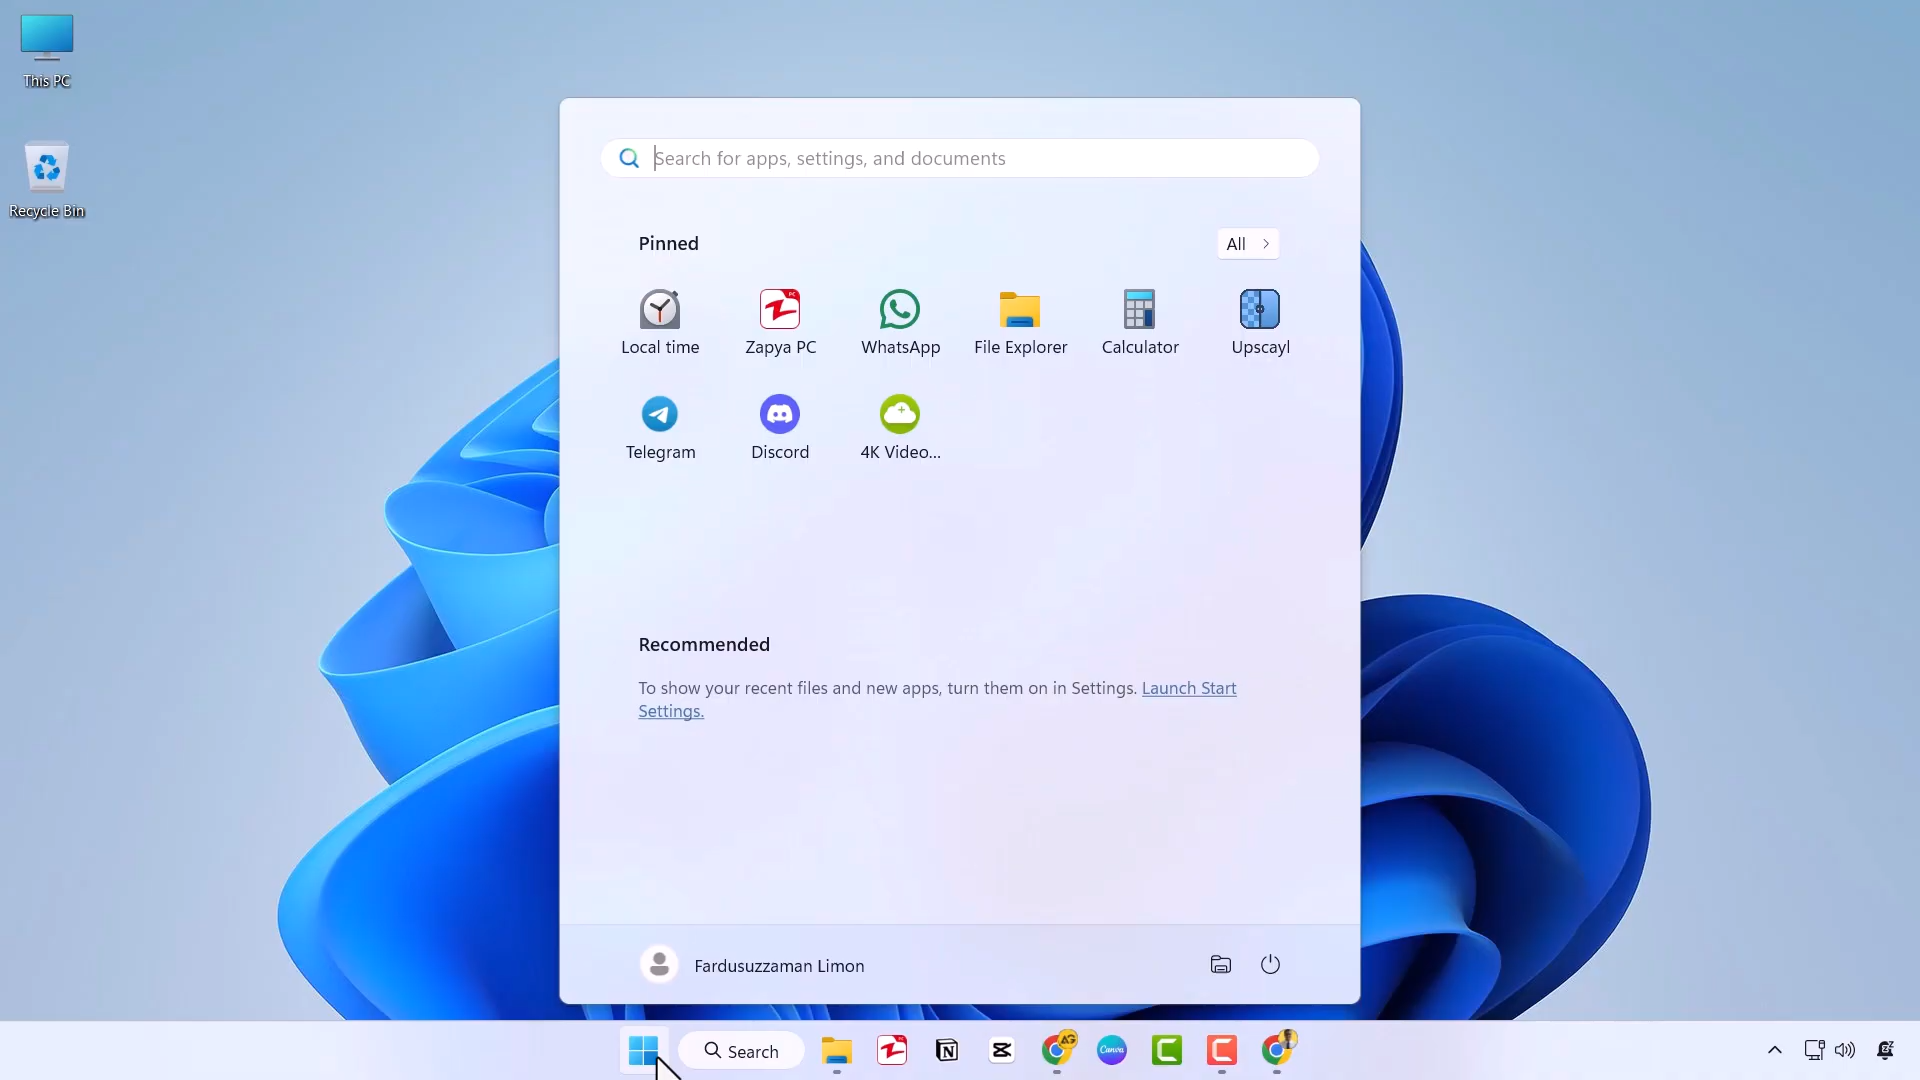 This PC
Recycle Bin
Search for apps, settings, and documents
Pinned
All
Local time
Zapya PC
WhatsApp
File Explorer
Calculator
Upscayl
Telegram
Discord
4K Video...
Recommended
To show your recent files and new apps, turn them on in Settings. Launch Start
Settings.
Fardusuzzaman Limon
Search
Canva